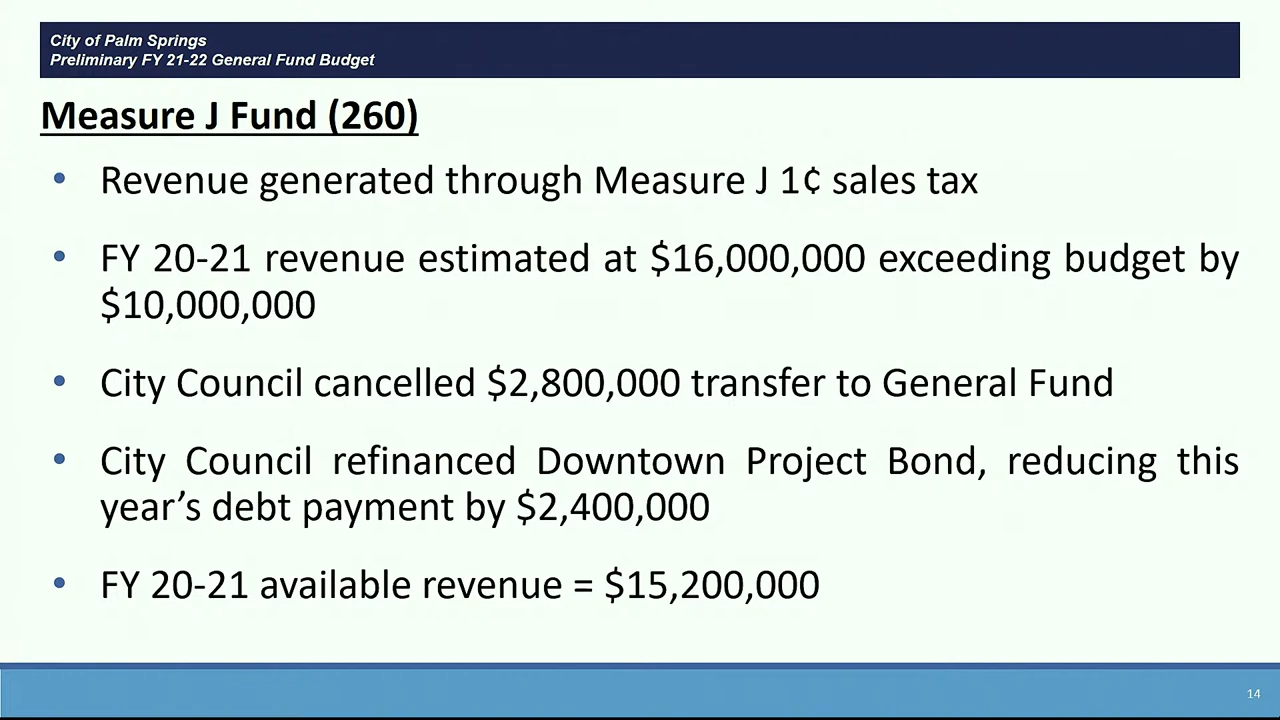 City of Palm Springs
Preliminary FY 21-22 General Fund Budget
Measure J Fund (260)
• Revenue generated through Measure J 1¢ sales tax
• FY 20-21 revenue estimated at $16,000,000 exceeding budget by
$10,000,000
• City Council cancelled $2,800,000 transfer to General Fund
• City Council refinanced Downtown Project Bond, reducing this
year’s debt payment by $2,400,000
• FY 20-21 available revenue = $15,200,000
14